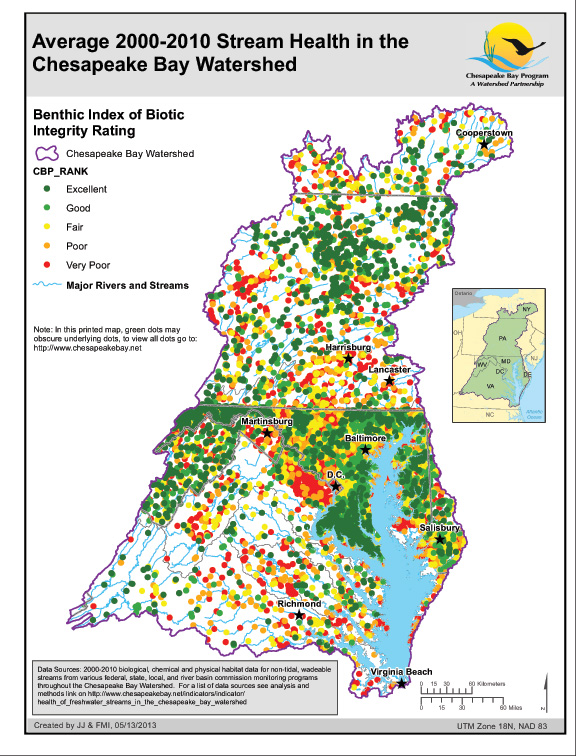 Average 2000-2010 Stream Health in the
Chesapeake Bay Watershed
Chesapeake Bay Program
A Watershed Partnership
Benthic Index of Biotic
Integrity Rating
Chesapeake Bay Watershed
CBP_RANK
Excellent
Good
Fair
Poor
Very Poor
Major Rivers and Streams
Note: In this printed map, green dots may
obscure underlying dots, to view all dots go to:
http://www.chesapeakebay.net
Cooperstown
Harrisburg
Lancaster
Martinsburg
Baltimore
D.C.
Salisbury
Richmond
Virginia Beach
Ontario
NY
OH
PA
NJ
MD
WV
DC
DE
VA
NC
Atlantic
Ocean
Data Sources: 2000-2010 biological, chemical and physical habitat data for non-tidal, wadeable
streams from various federal, state, local, and river basin commission monitoring programs
throughout the Chesapeake Bay Watershed. For a list of data sources see analysis and
methods link on http://www.chesapeakebay.net/indicators/indicator/
health_of_freshwater_streams_in_the_chesapeake_bay_watershed
0 15 30 60 Kilometers
0 15 30 60 Miles
N
Created by JJ & FMI, 05/13/2013
UTM Zone 18N, NAD 83